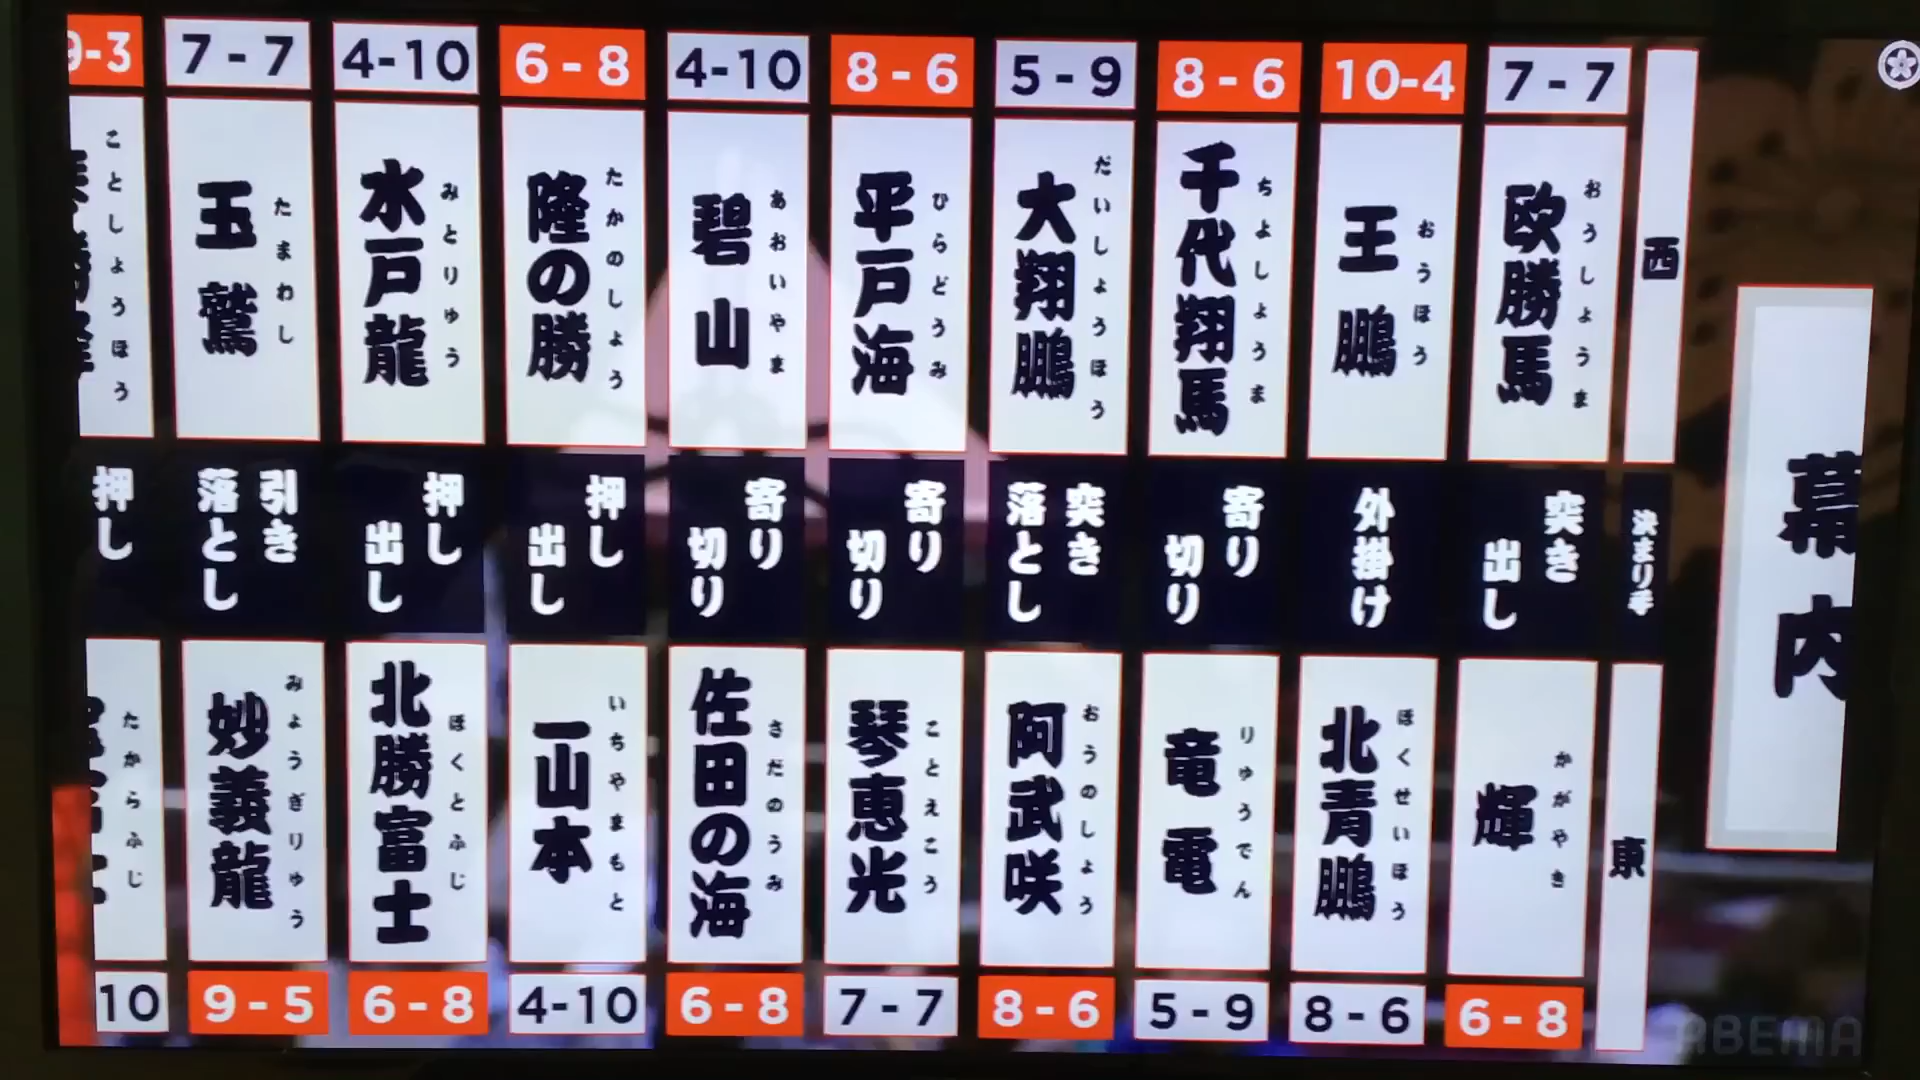 幕内
西
決まり手
東
7-7
欧勝馬
おうしょうま
突き出し
輝
かがやき
6-8
10-4
王鵬
おうほう
外掛け
北青鵬
ほくせいほう
8-6
8-6
千代翔馬
ちよしょうま
寄り切り
竜電
りゅうでん
5-9
5-9
大翔鵬
だいしょうほう
突き落とし
阿武咲
おうのしょう
8-6
8-6
平戸海
ひらどうみ
寄り切り
琴恵光
ことえこう
7-7
4-10
碧山
あおいやま
寄り切り
佐田の海
さだのうみ
6-8
6-8
隆の勝
たかのしょう
押し出し
一山本
いちやまもと
4-10
4-10
水戸龍
みとりゅう
押し出し
北勝富士
ほくとふじ
6-8
7-7
玉鷲
たまわし
引き落とし
妙義龍
みょうぎりゅう
9-5
9-3
ことしょうほう
押し
たからふじ
10
ABEMA